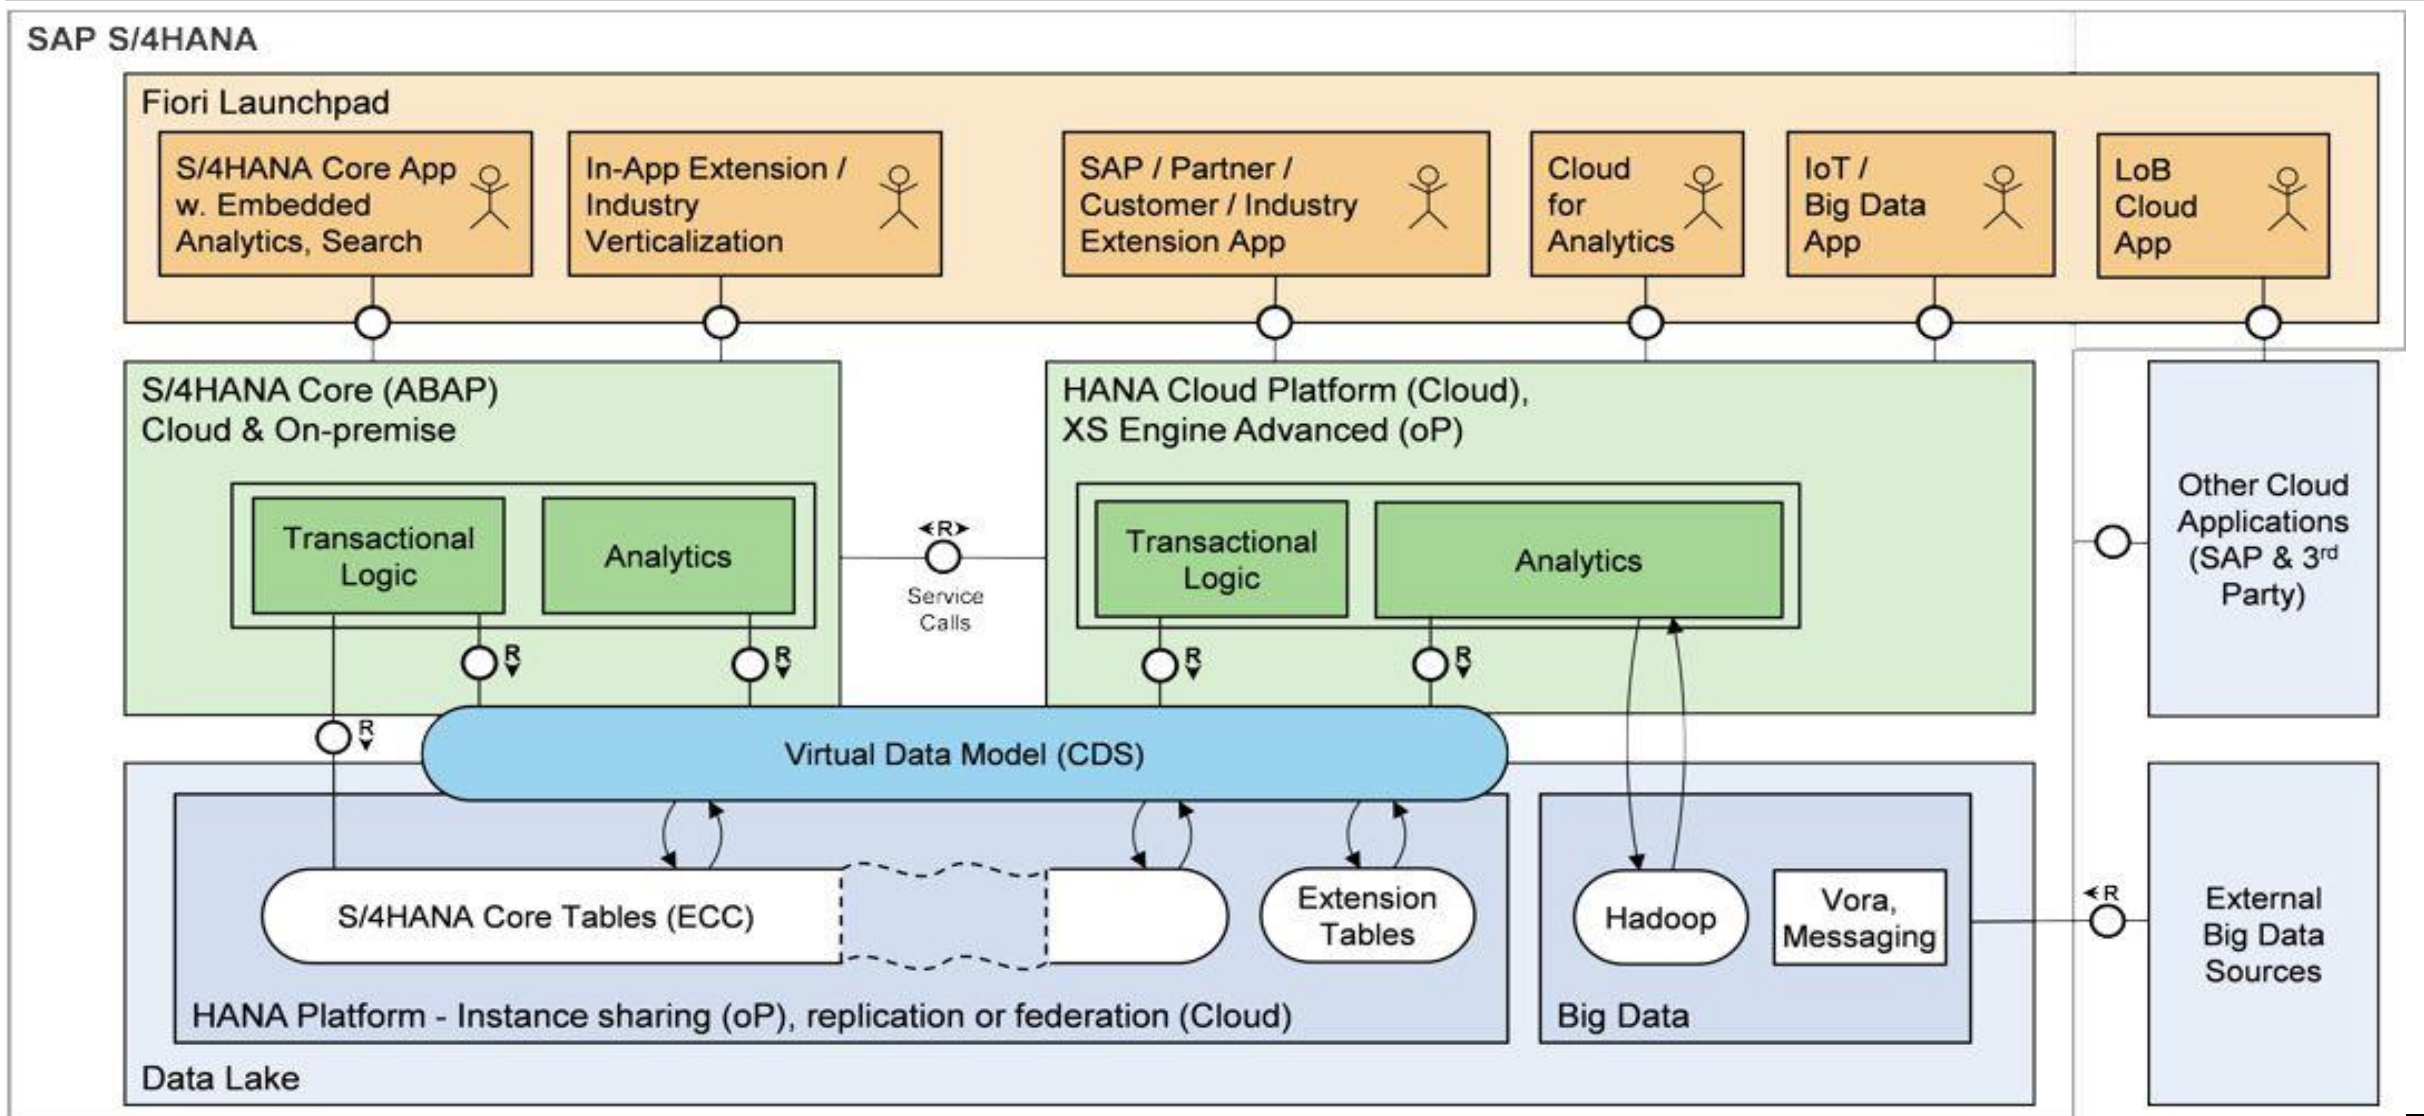 SAP S/4HANA
Fiori Launchpad
S/4HANA Core App
w. Embedded
Analytics, Search
In-App Extension /
Industry
Verticalization
SAP / Partner /
Customer / Industry
Extension App
Cloud
for
Analytics
IoT /
Big Data
App
LoB
Cloud
App
S/4HANA Core (ABAP)
Cloud & On-premise
Transactional
Logic
Analytics
R
R
R
R
Service
Calls
HANA Cloud Platform (Cloud),
XS Engine Advanced (oP)
Transactional
Logic
Analytics
R
R
Other Cloud
Applications
(SAP & 3rd
Party)
Virtual Data Model (CDS)
S/4HANA Core Tables (ECC)
Extension
Tables
HANA Platform - Instance sharing (oP), replication or federation (Cloud)
Hadoop
Vora,
Messaging
Big Data
Data Lake
R
External
Big Data
Sources